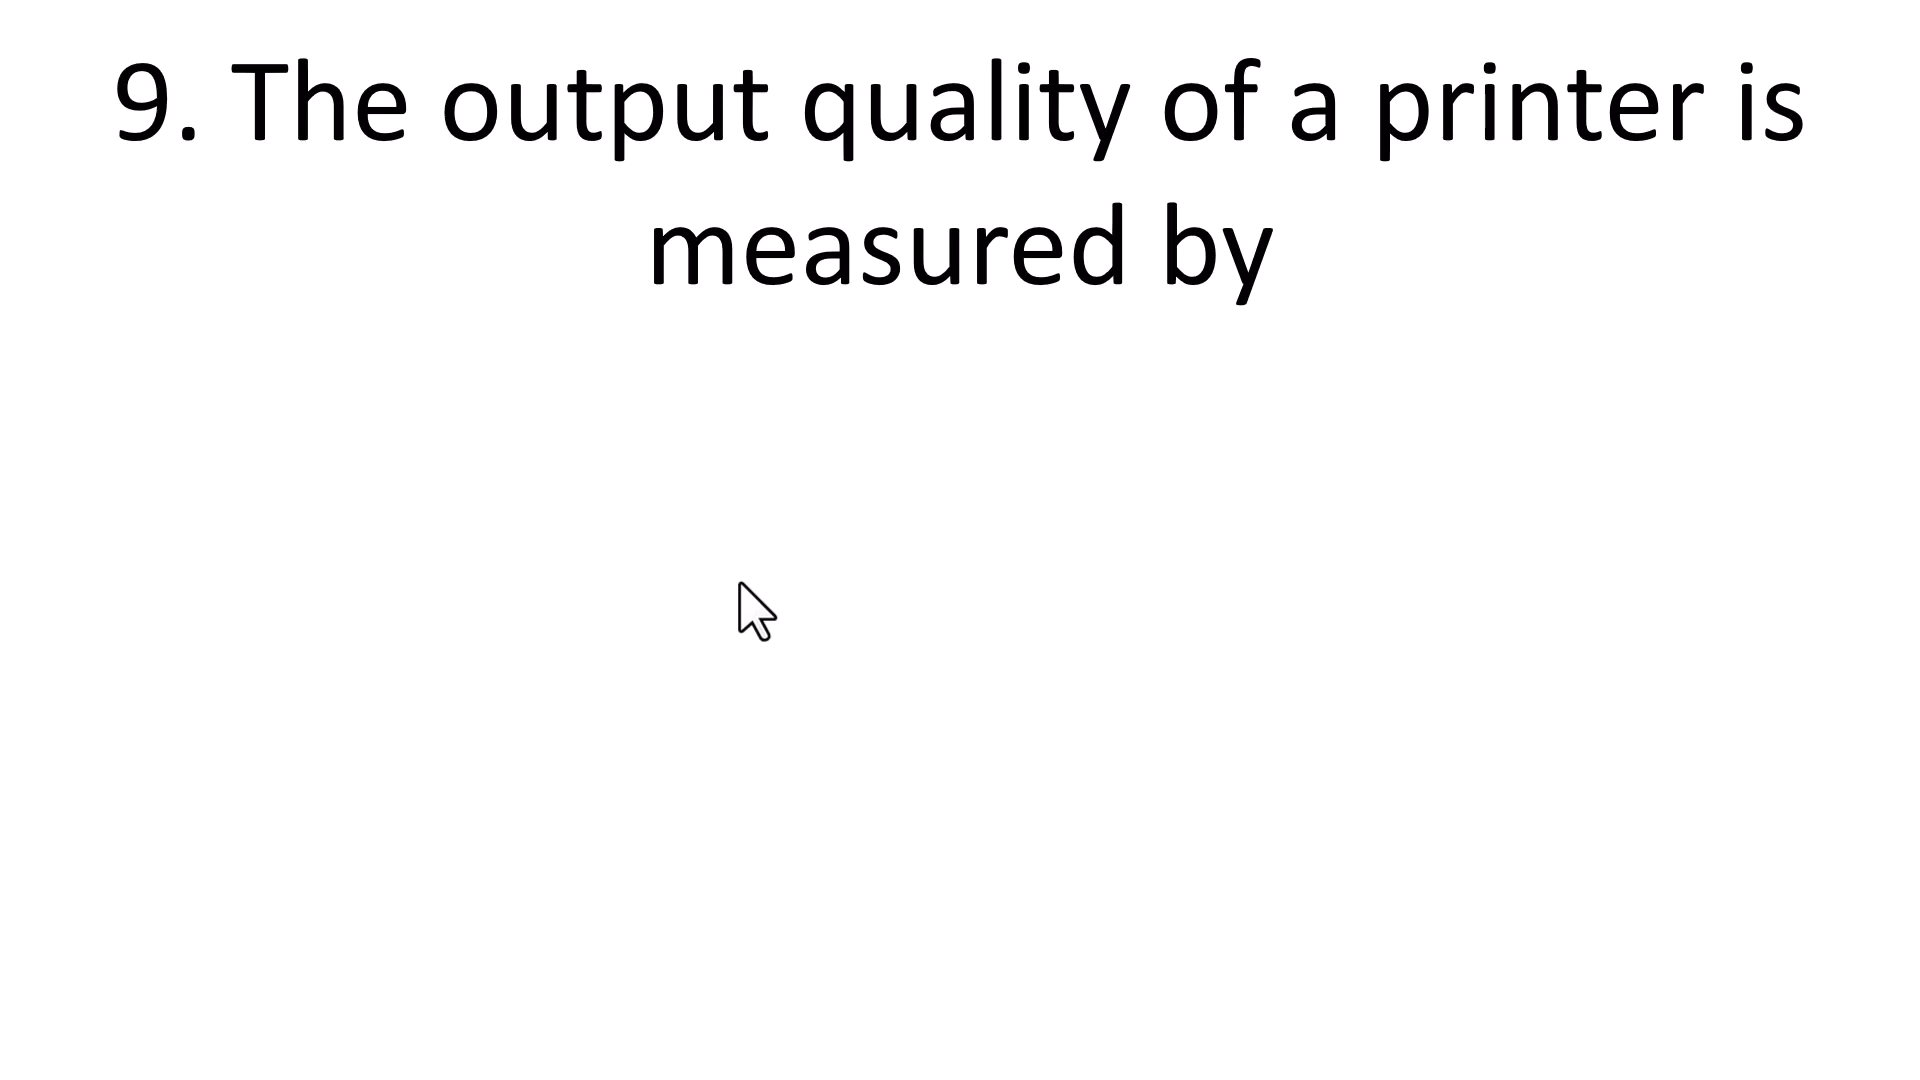 9. The output quality of a printer is
measured by